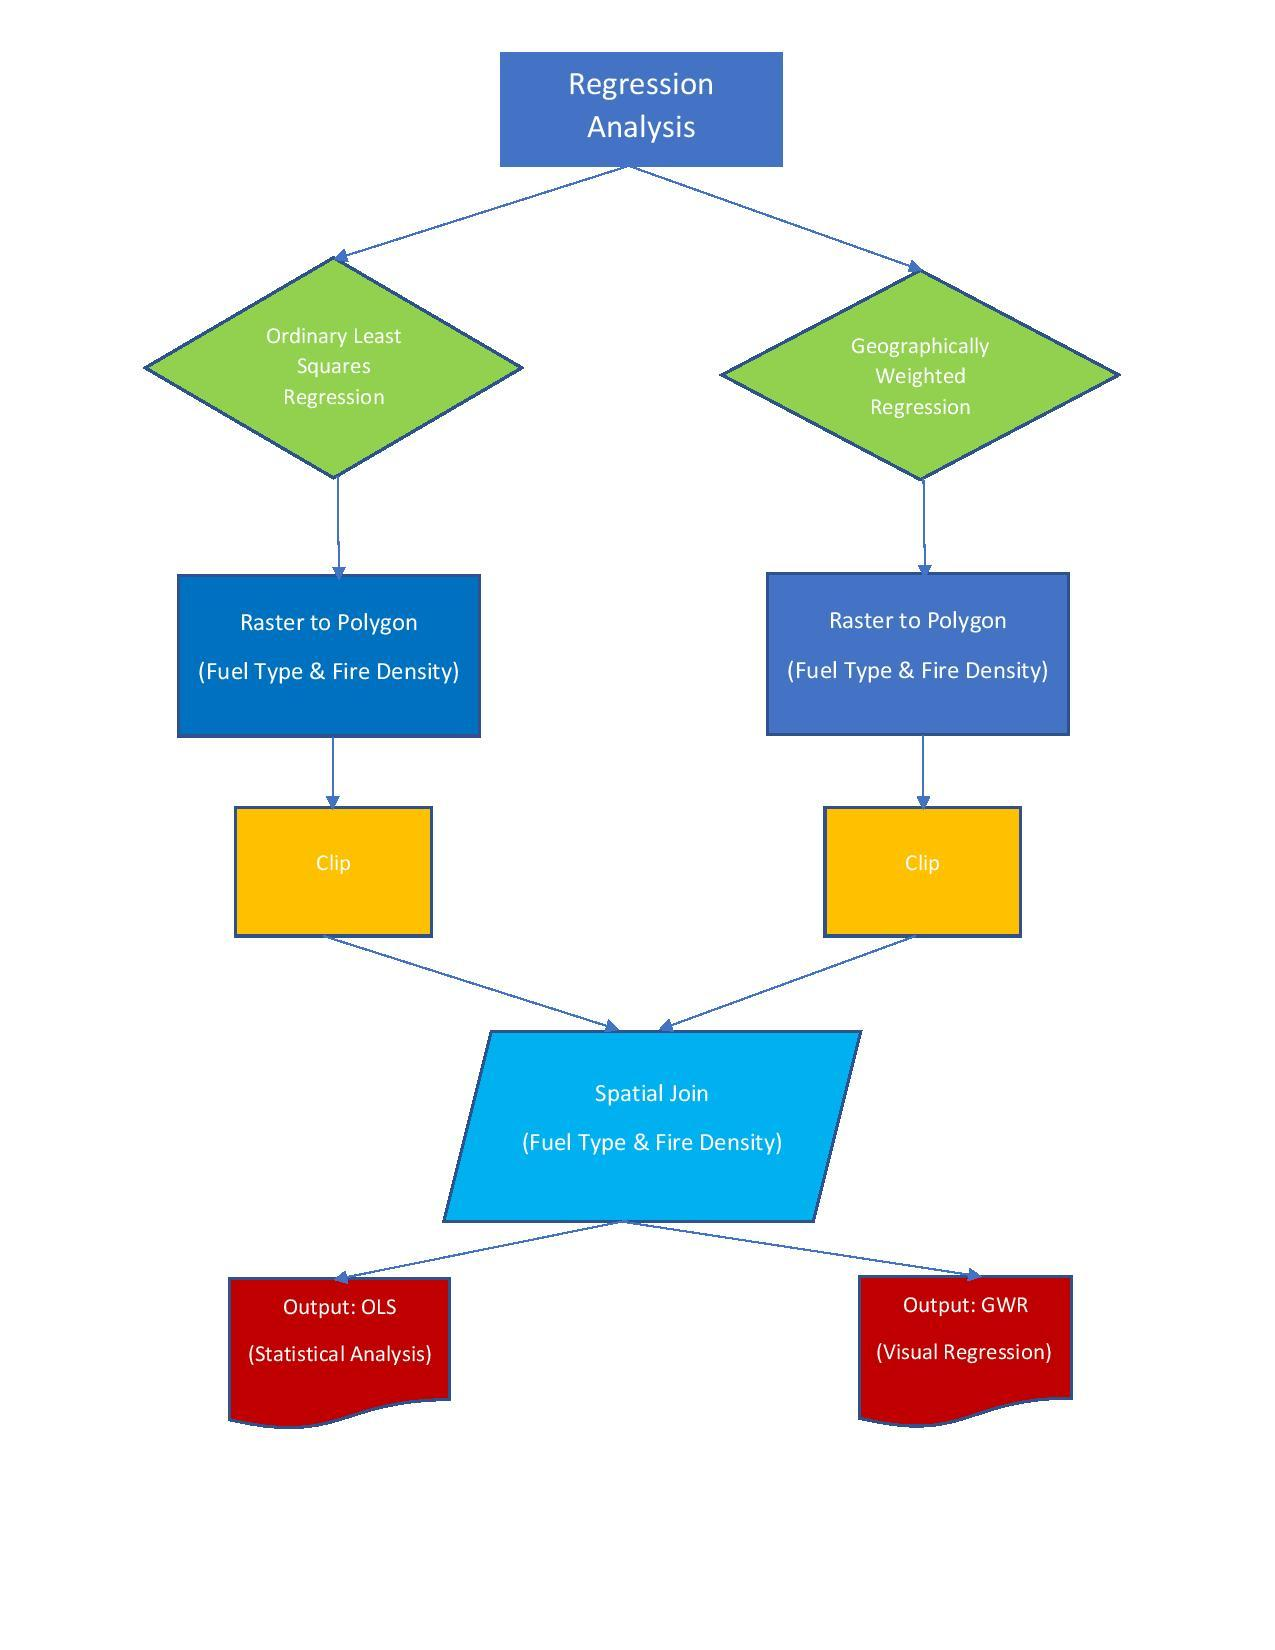 Regression
Analysis
Ordinary Least
Squares
Regression
Geographically
Weighted
Regression
Raster to Polygon
(Fuel Type & Fire Density)
Raster to Polygon
(Fuel Type & Fire Density)
Clip
Clip
Spatial Join
(Fuel Type & Fire Density)
Output: OLS
(Statistical Analysis)
Output: GWR
(Visual Regression)